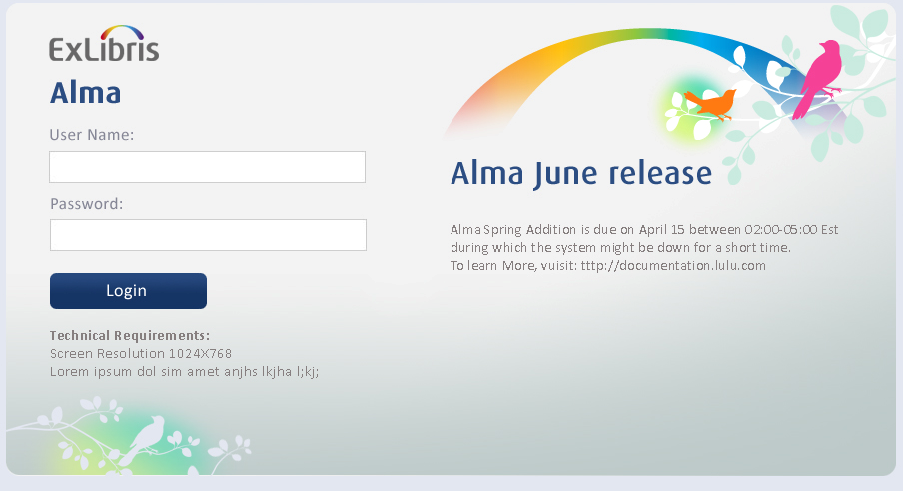 ExLibris
Alma
User Name:
Password:
Login
Technical Requirements:
Screen Resolution 1024X768
Lorem ipsum dol sim amet anjhs lkjha l;kj;
Alma June release
Alma Spring Addition is due on April 15 between 02:00-05:00 Est
during which the system might be down for a short time.
To learn More, vuisit: tttp://documentation.lulu.com